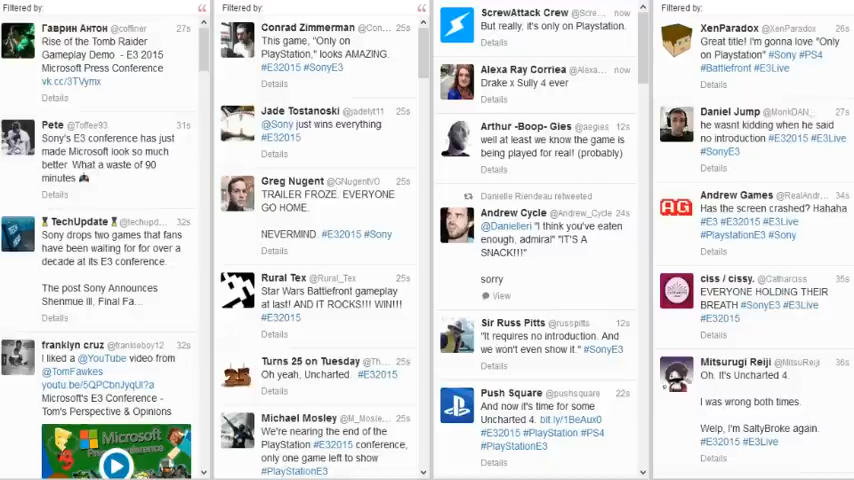 Filtered by:
Гаврин Антон @coffiner 27s
Rise of the Tomb Raider
Gameplay Demo - E3 2015
Microsoft Press Conference
vk.cc/3TVymx
Details
Pete @Toffee93 31s
Sony's E3 conference has just
made Microsoft look so much
better. What a waste of 90
minutes
Details
TechUpdate @techupd... 32s
Sony drops two games that fans
have been waiting for for over a
decade at its E3 conference.
The post Sony Announces
Shenmue III, Final Fa...
Details
franklyn cruz @frankieboy12 32s
I liked a @YouTube video from
@TomFawkes
youtu.be/5QPCbnJyqUI?a
Microsoft's E3 Conference -
Tom's Perspective & Opinions
Microsoft
Filtered by:
Conrad Zimmerman @Con... 25s
This game, "Only on
PlayStation," looks AMAZING.
#E32015 #SonyE3
Details
Jade Tostanoski @jadelyt11 25s
@Sony just wins everything
#E32015
Details
Greg Nugent @GNugentVO 25s
TRAILER FROZE. EVERYONE
GO HOME.
NEVERMIND. #E32015 #Sony
Details
Rural Tex @Rural_Tex 25s
Star Wars Battlefront gameplay
at last! AND IT ROCKS!!! WIN!!!
#E32015
Details
Turns 25 on Tuesday @Th... 25s
Oh yeah, Uncharted. #E32015
Details
Michael Mosley @M_Mosle... 25s
We're nearing the end of the
PlayStation #E32015 conference,
only one game left to show
#PlayStationE3
ScrewAttack Crew @Scre... now
But really, it's only on Playstation.
Details
Alexa Ray Corriea @Alexa... now
Drake x Sully 4 ever
Details
Arthur -Boop- Gies @aegies 12s
well at least we know the game is
being played for real! (probably)
Details
Danielle Riendeau retweeted
Andrew Cycle @Andrew_Cycle 24s
@Danielleri "I think you've eaten
enough, admiral" "IT'S A
SNACK!!!"
sorry
View
Sir Russ Pitts @russpitts 12s
"It requires no introduction. And
we won't even show it." #SonyE3
Details
Push Square @pushsquare 22s
And now it's time for some
Uncharted 4. bit.ly/1BeAux0
#E32015 #PlayStation #PS4
#PlayStationE3
Details
Filtered by:
XenParadox @XenParadox 26s
Great title! I'm gonna love "Only
on Playstation" #Sony #PS4
#Battlefront #E3Live
Details
Daniel Jump @MonkDAN_ 27s
he wasnt kidding when he said
no introduction #E32015 #E3Live
#SonyE3
Details
Andrew Games @RealAndr... 34s
Has the screen crashed? Hahaha
#E3 #E32015 #E3Live
#PlaystationE3 #Sony
Details
AG
ciss / cissy. @Catharciss 35s
EVERYONE HOLDING THEIR
BREATH #SonyE3 #E3Live
#E32015
Details
Mitsurugi Reiji @MitsuReiji 36s
Oh. It's Uncharted 4.
I was wrong both times.
Welp, I'm SaltyBroke again.
#E32015 #E3Live
Details